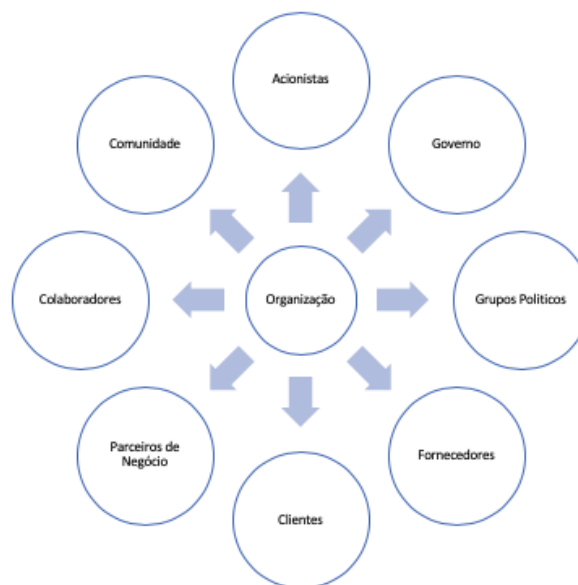 Acionistas
Comunidade
Governo
Colaboradores
Organização
Grupos Politicos
Parceiros de
Negócio
Fornecedores
Clientes